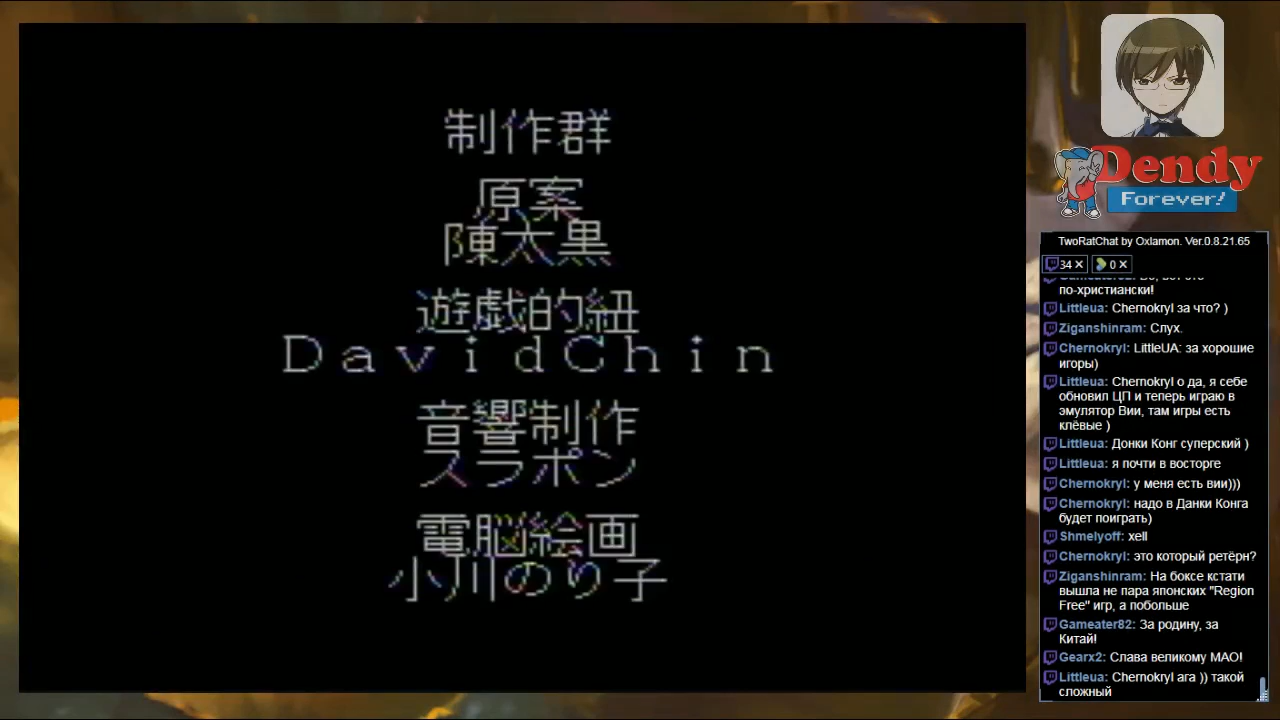 制作群
原案
陳太黒
遊戯的紐
DavidChin
音響制作
スラポン
電脳絵画
小川のり子
Dendy
Forever!
TwoRatChat by Oxlamon. Ver.0.8.21.65
34 × 0 ×
по-христиански!
Littleua: Chernokryl за что? )
Ziganshinram: Слух.
Chernokryl: LittleUA: за хорошие
игоры)
Littleua: Chernokryl о да, я себе
обновил ЦП и теперь играю в
эмулятор Вии, там игры есть
клёвые )
Littleua: Донки Конг суперский )
Littleua: я почти в восторге
Chernokryl: у меня есть вии)))
Chernokryl: надо в Данки Конга
будет поиграть)
Shmelyoff: xell
Chernokryl: это который ретёрн?
Ziganshinram: На боксе кстати
вышла не пара японских "Region
Free" игр, а побольше
Gameater82: За родину, за
Китай!
Gearx2: Слава великому МАО!
Littleua: Chernokryl ага )) такой
сложный